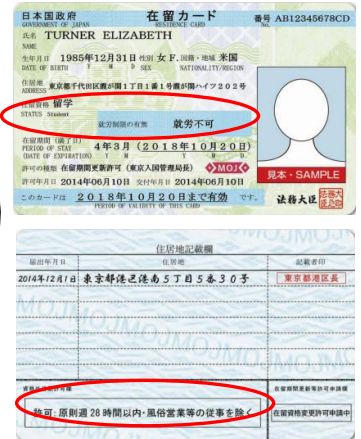 日本国政府 在留カード 番号 AB12345678CD
GOVERNMENT OF JAPAN RESIDENCE CARD No.
氏名 TURNER ELIZABETH
NAME
生年月日 1985年12月31日 性別 女 F. 国籍・地域 米国
DATE OF BIRTH Y M D SEX NATIONALITY/REGION
住居地 東京都千代田区霞が関1丁目1番1号霞が関ハイツ202号
ADDRESS
在留資格 留学
STATUS Student
就労制限の有無 就労不可
在留期間(満了日) 4年3月(2018年10月20日)
PERIOD OF STAY
(DATE OF EXPIRATION) Y M Y M D
許可の種類 在留期間更新許可(東京入国管理局長) MOJ
許可年月日 2014年06月10日 交付年月日 2014年06月10日
見本・SAMPLE
このカードは 2018年10月20日まで有効 です。
PERIOD OF VALIDITY OF THIS CARD
法務大臣
住居地記載欄
届出年月日 住居地 記載者印
2014年12月1日 東京都港区港南5丁目5番30号 東京都港区長
在留期間更新等許可申請欄
許可:原則週28時間以内・風俗営業等の従事を除く
在留資格変更許可申請中